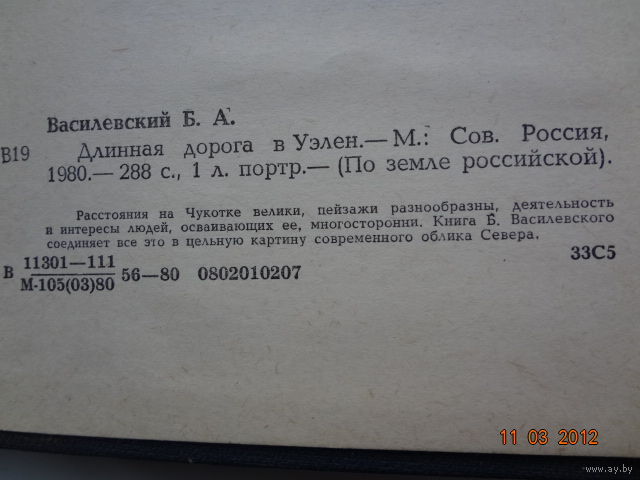 Василевский Б. А.
В19 Длинная дорога в Уэлен.— М.: Сов. Россия,
1980.— 288 с., 1 л. портр.— (По земле российской).
Расстояния на Чукотке велики, пейзажи разнообразны, деятельность
и интересы людей, осваивающих ее, многосторонни. Книга Б. Василевского
соединяет все это в цельную картину современного облика Севера.
В 11301—111
М-105(03)80 56—80 0802010207
33С5
11 03 2012
www.ay.by